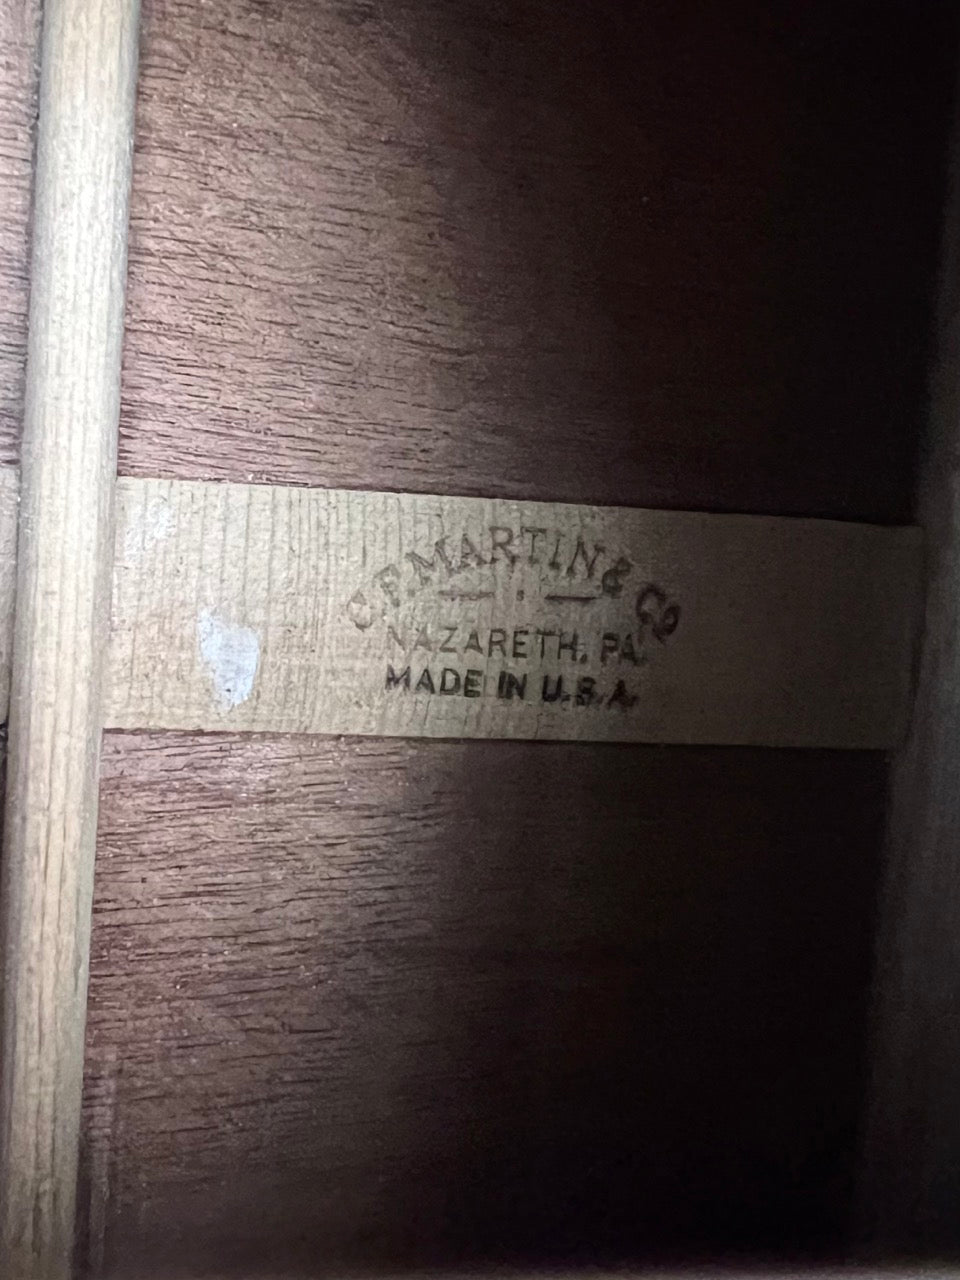 C.F. MARTIN & CO
NAZARETH, PA.
MADE IN U.S.A.